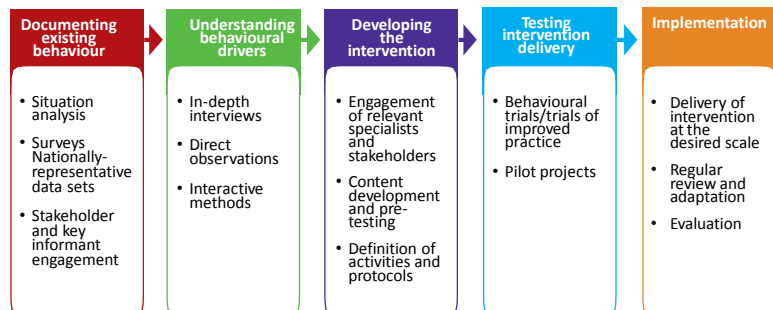 Documenting
existing
behaviour
• Situation
analysis
• Surveys
Nationally-
representative
data sets
• Stakeholder
and key
informant
engagement
Understanding
behavioural
drivers
• In-depth
interviews
• Direct
observations
• Interactive
methods
Developing
the
intervention
• Engagement
of relevant
specialists
and
stakeholders
• Content
development
and pre-
testing
• Definition of
activities and
protocols
Testing
intervention
delivery
• Behavioural
trials/trials of
improved
practice
• Pilot projects
Implementation
• Delivery of
intervention
at the
desired scale
• Regular
review and
adaptation
• Evaluation